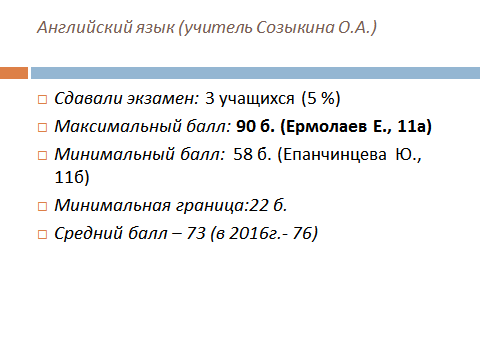 Английский язык (учитель Созыкина О.А.)
Сдавали экзамен: 3 учащихся (5 %)
Максимальный балл: 90 б. (Ермолаев Е., 11а)
Минимальный балл: 58 б. (Епанчинцева Ю.,
11б)
Минимальная граница:22 б.
Средний балл – 73 (в 2016г.- 76)